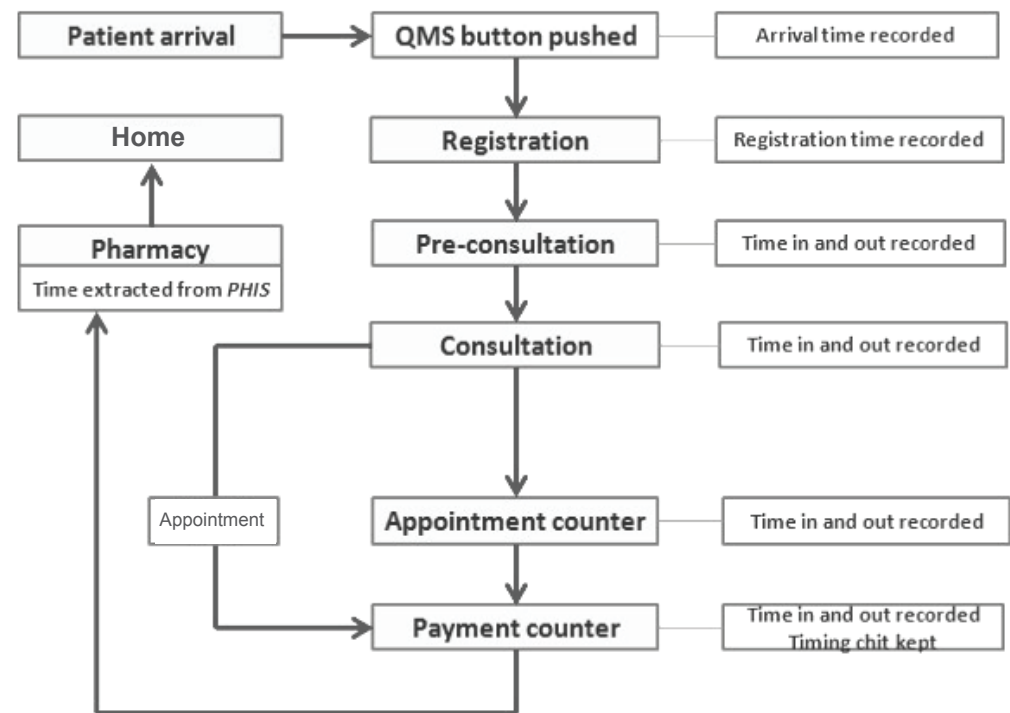 Patient arrival
QMS button pushed
Arrival time recorded
Home
Registration
Registration time recorded
Pharmacy
Time extracted from PHIS
Pre-consultation
Time in and out recorded
Consultation
Time in and out recorded
Appointment
Appointment counter
Time in and out recorded
Payment counter
Time in and out recorded
Timing chit kept